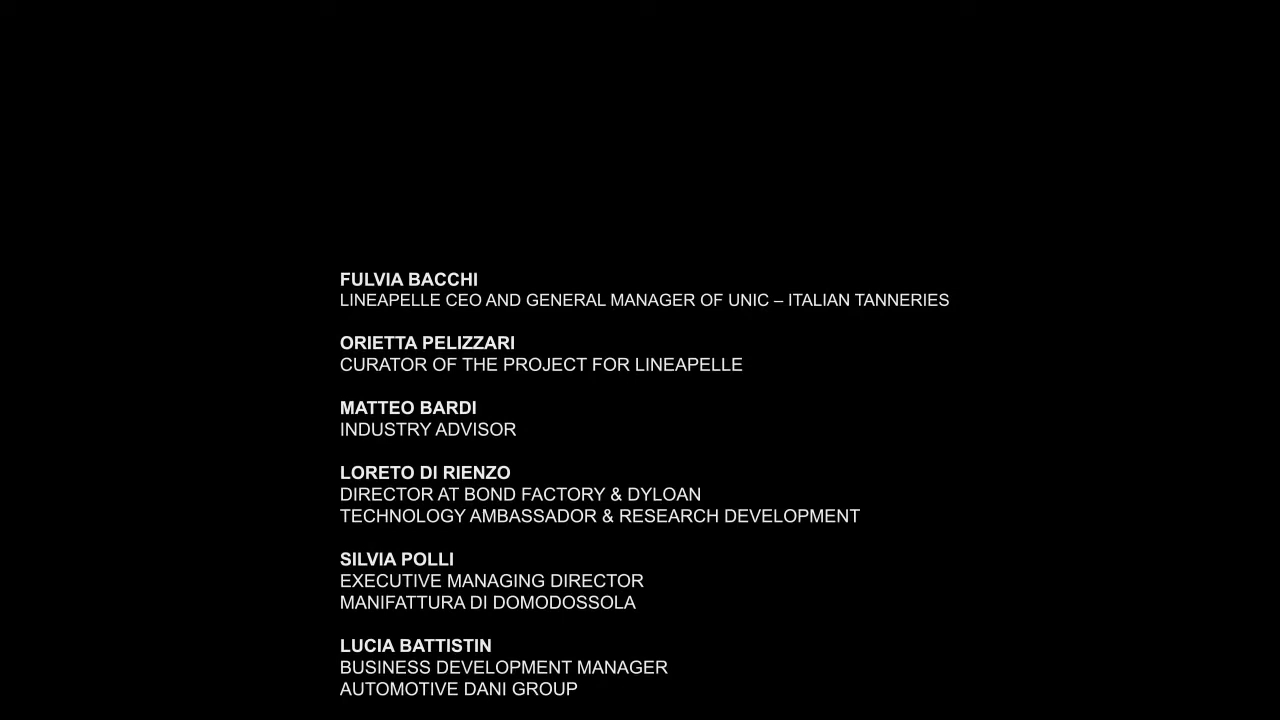 FULVIA BACCHI
LINEAPELLE CEO AND GENERAL MANAGER OF UNIC – ITALIAN TANNERIES
ORIETTA PELIZZARI
CURATOR OF THE PROJECT FOR LINEAPELLE
MATTEO BARDI
INDUSTRY ADVISOR
LORETO DI RIENZO
DIRECTOR AT BOND FACTORY & DYLOAN
TECHNOLOGY AMBASSADOR & RESEARCH DEVELOPMENT
SILVIA POLLI
EXECUTIVE MANAGING DIRECTOR
MANIFATTURA DI DOMODOSSOLA
LUCIA BATTISTIN
BUSINESS DEVELOPMENT MANAGER
AUTOMOTIVE DANI GROUP